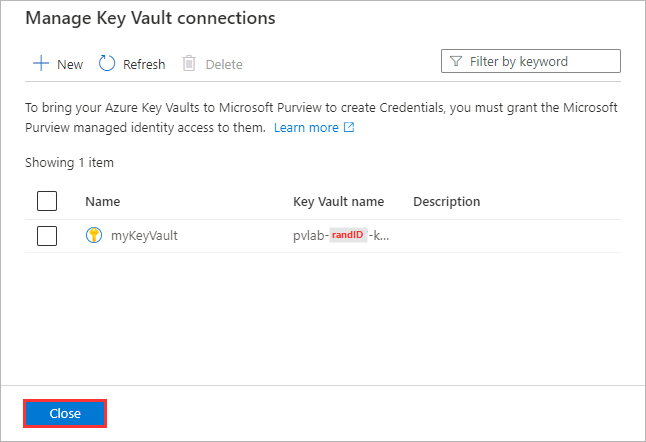 Manage Key Vault connections
New Refresh Delete Filter by keyword
To bring your Azure Key Vaults to Microsoft Purview to create Credentials, you must grant the Microsoft
Purview managed identity access to them. Learn more
Showing 1 item
Name Key Vault name Description
myKeyVault pvlab-randID-k...
Close